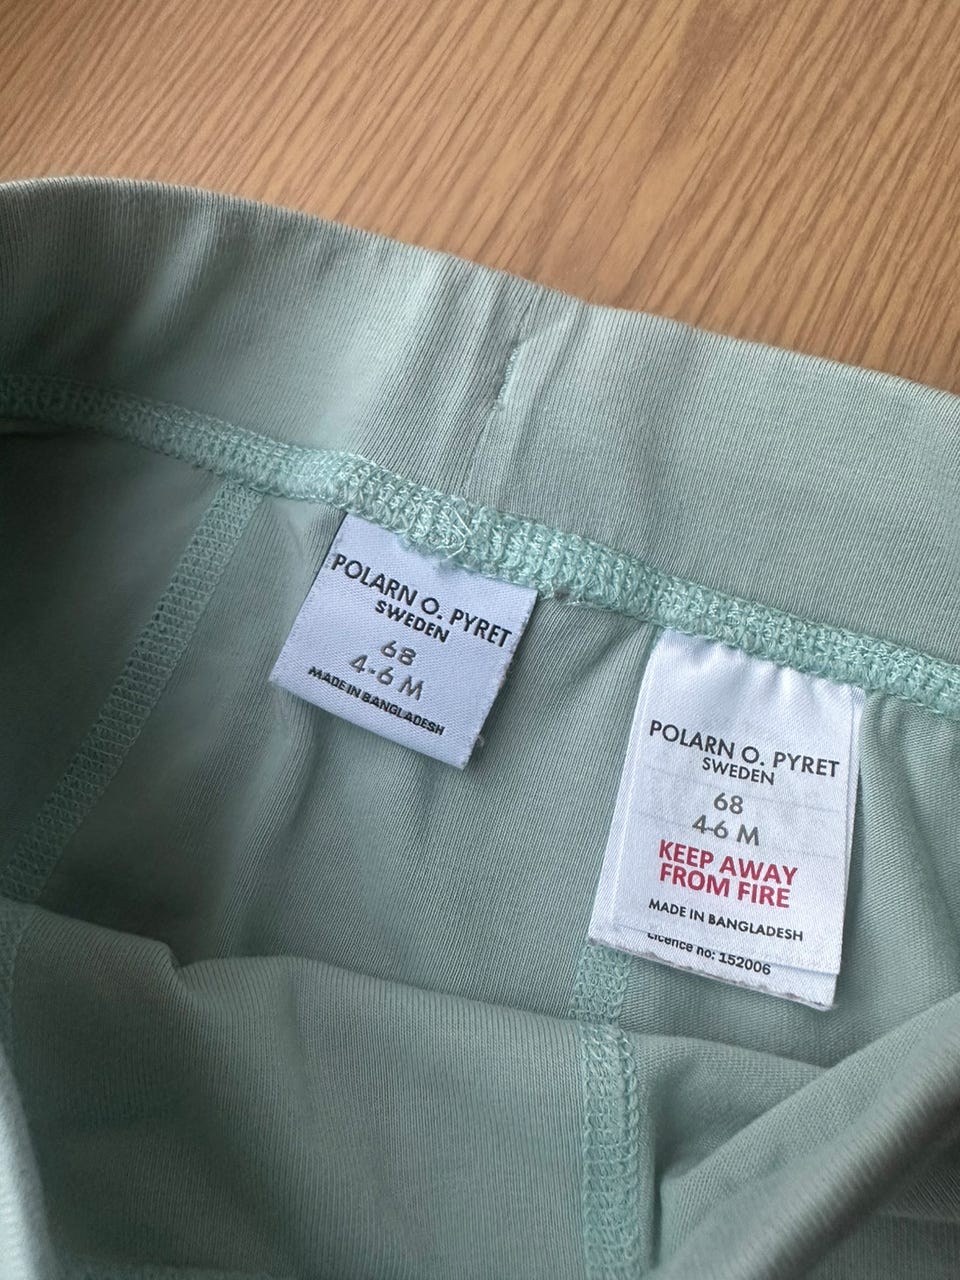 POLARN O. PYRET
SWEDEN
68
4-6 M
MADE IN BANGLADESH
POLARN O. PYRET
SWEDEN
68
4-6 M
KEEP AWAY
FROM FIRE
MADE IN BANGLADESH
Licence no: 152006